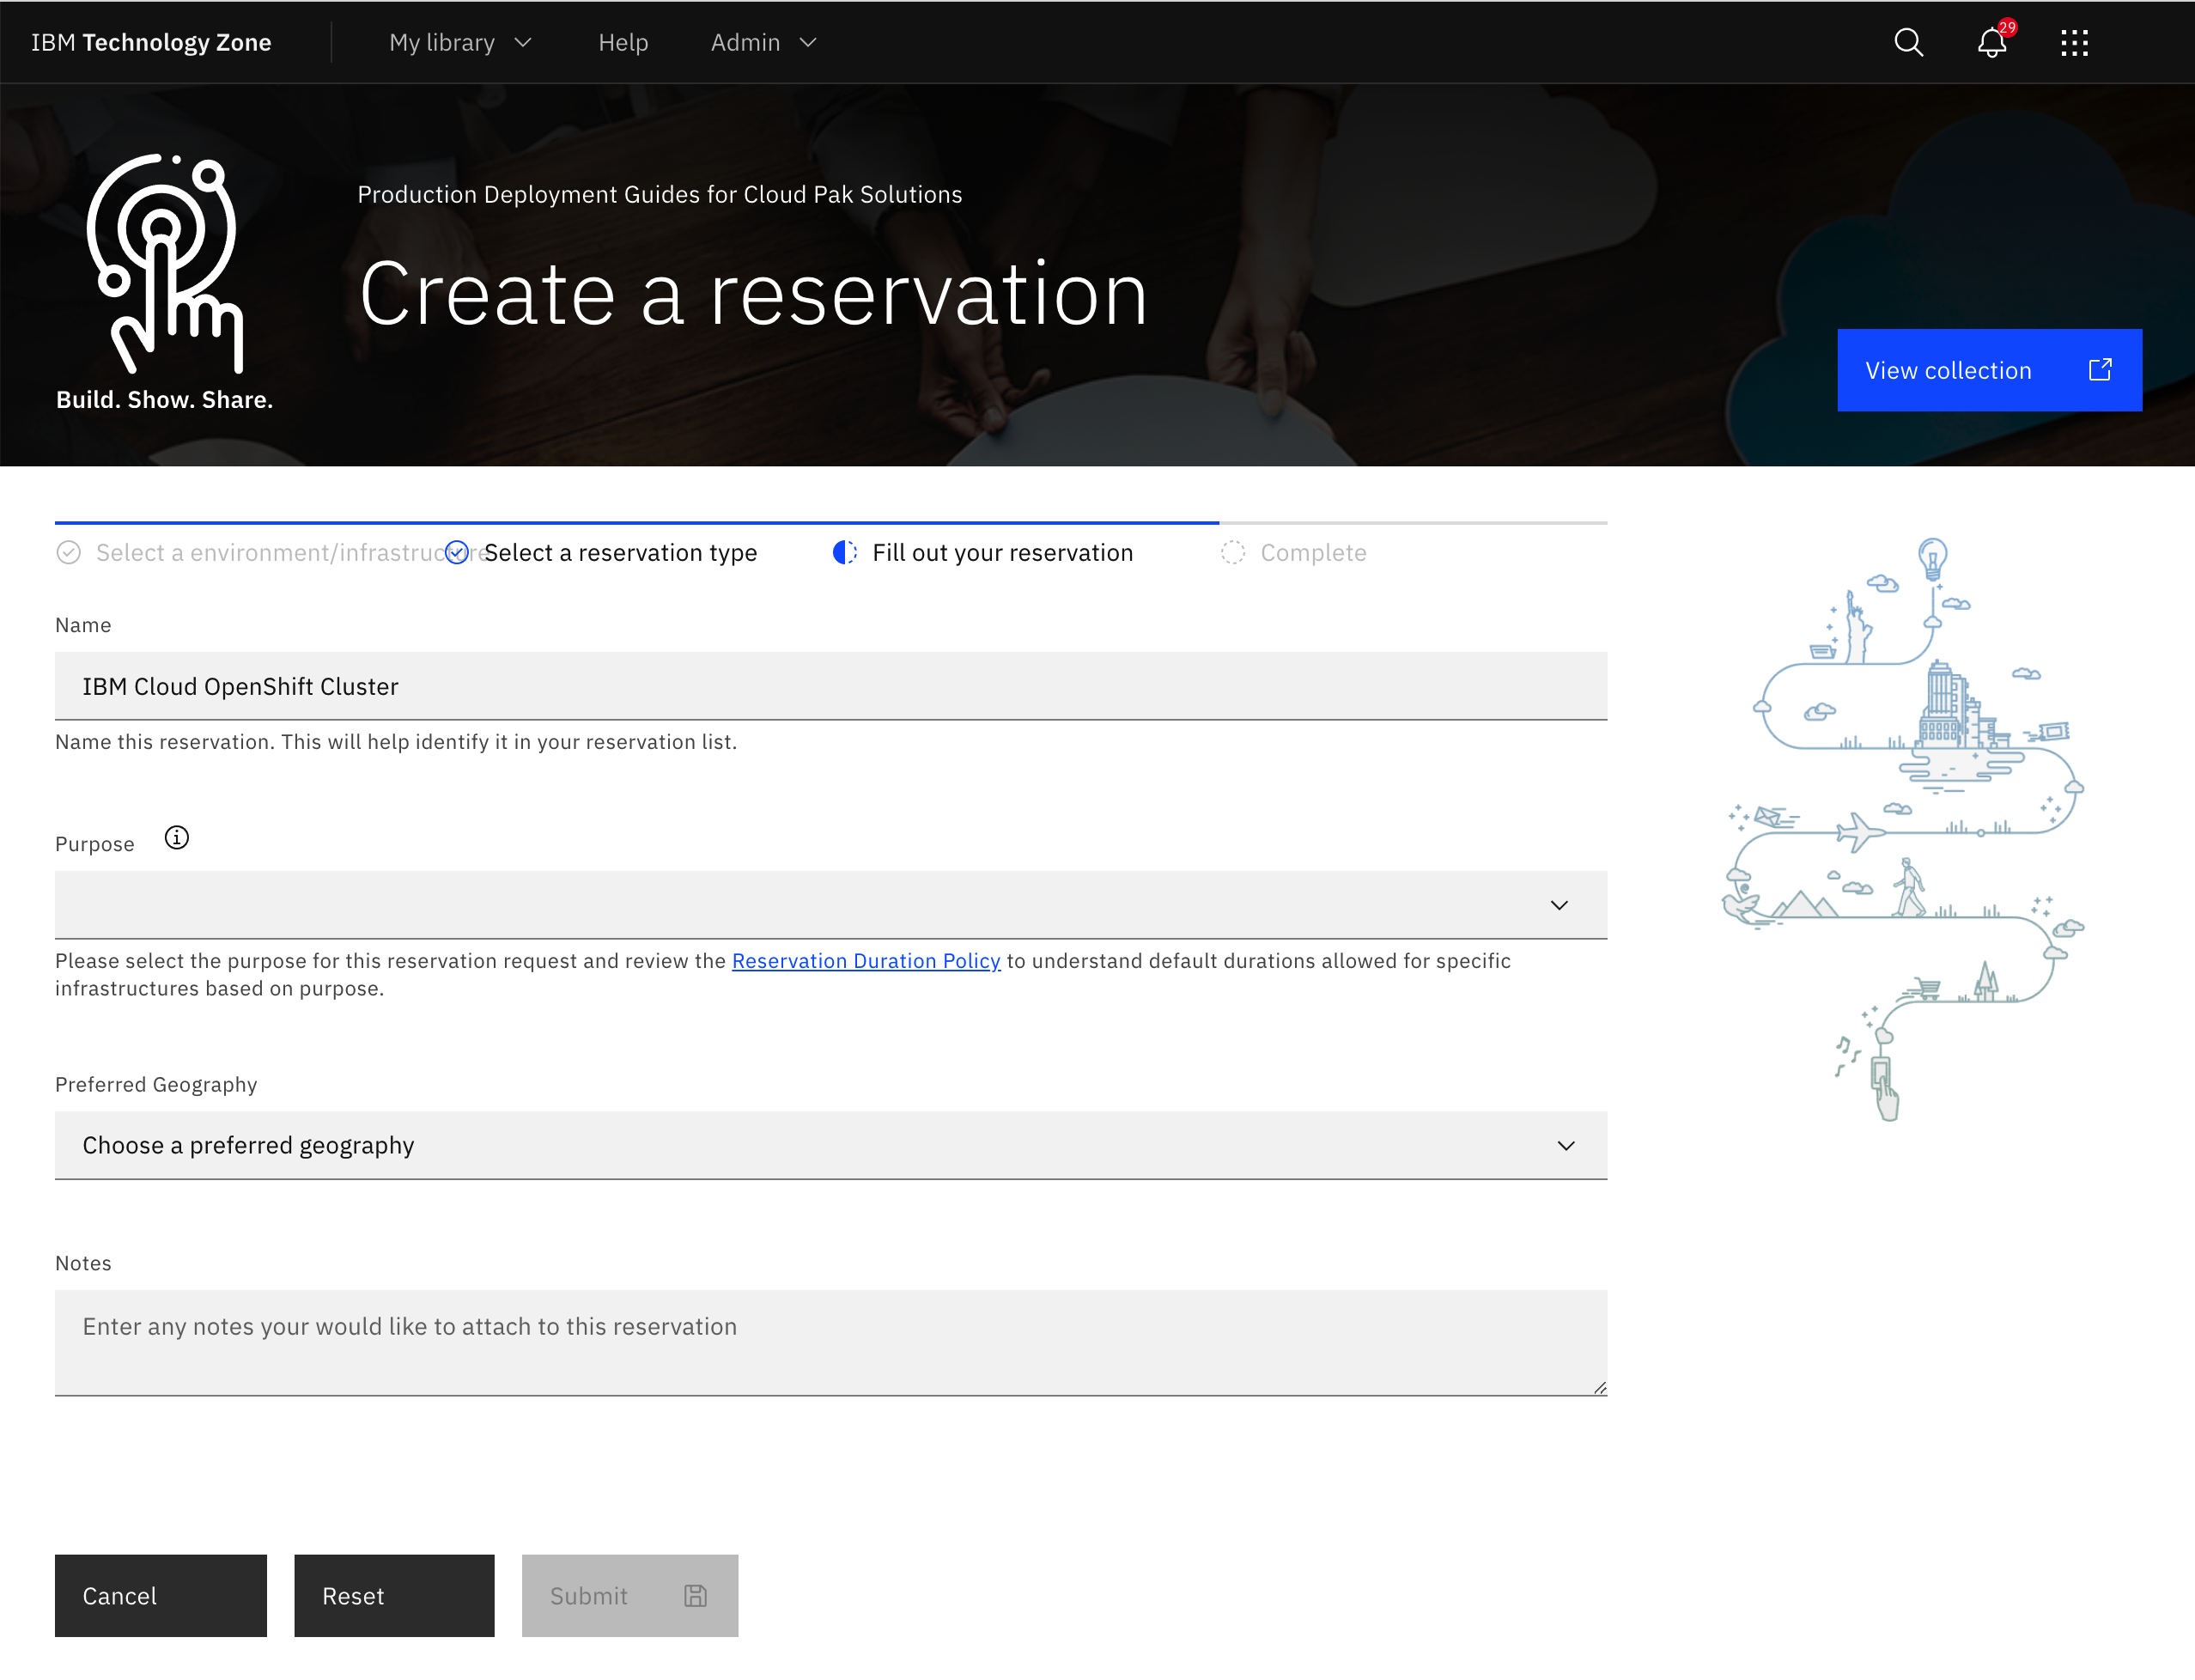 IBM Technology Zone
My library
Help
Admin
29
Production Deployment Guides for Cloud Pak Solutions
Create a reservation
Build. Show. Share.
View collection
Select a environment/infrastructure
Select a reservation type
Fill out your reservation
Complete
Name
IBM Cloud OpenShift Cluster
Name this reservation. This will help identify it in your reservation list.
Purpose
Please select the purpose for this reservation request and review the Reservation Duration Policy to understand default durations allowed for specific
infrastructures based on purpose.
Preferred Geography
Choose a preferred geography
Notes
Enter any notes your would like to attach to this reservation
Cancel
Reset
Submit